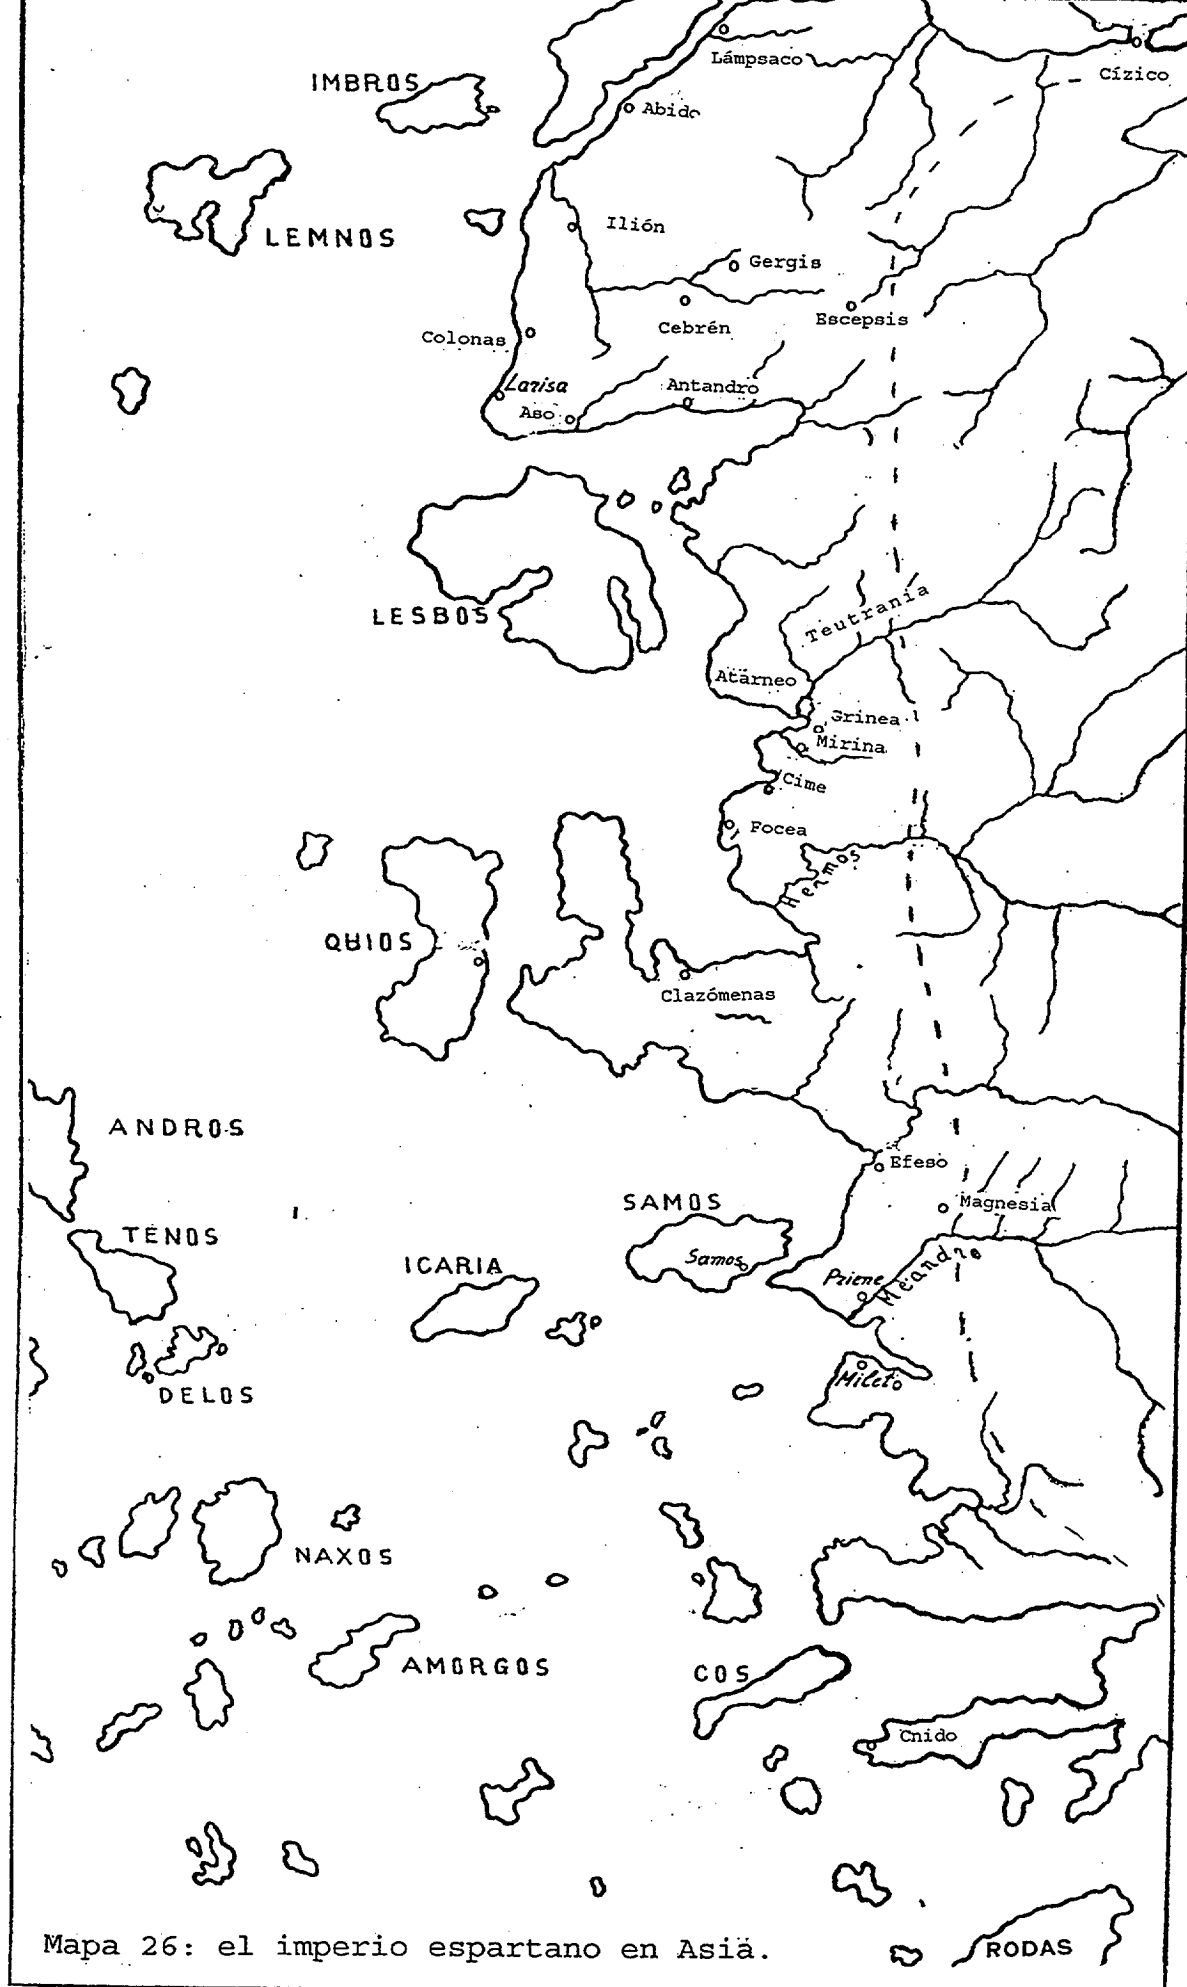 Lámpsaco
Cízico
IMBROS
Abido
LEMNOS
Ilión
Gergis
Cebrén
Escepsis
Colonas
Larisa
Antandro
Aso
LESBOS
Teutranía
Atárneo
Grinea
Mirina
Cime
Focea
Hermos
QUIOS
Clazómenas
ANDROS
Efeso
SAMOS
Magnesia
TENOS
Samos
ICARIA
Priene
Meandro
Mileto
DELOS
NAXOS
AMORGOS
COS
Cnido
Mapa 26: el imperio espartano en Asia.
RODAS